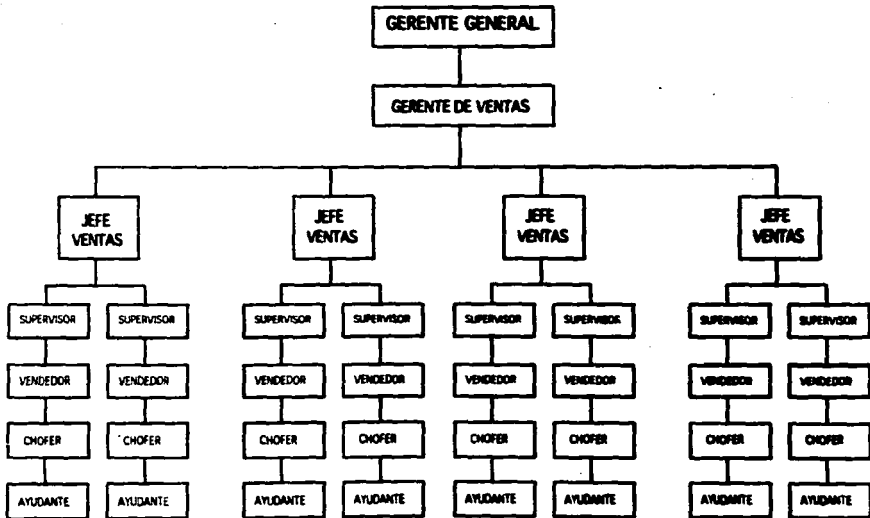 GERENTE GENERAL
GERENTE DE VENTAS
JEFE VENTAS JEFE VENTAS JEFE VENTAS JEFE VENTAS
SUPERVISOR SUPERVISOR SUPERVISOR SUPERVISOR SUPERVISOR SUPERVISOR SUPERVISOR SUPERVISOR
VENDEDOR VENDEDOR VENDEDOR VENDEDOR VENDEDOR VENDEDOR VENDEDOR VENDEDOR
CHOFER CHOFER CHOFER CHOFER CHOFER CHOFER CHOFER CHOFER
AYUDANTE AYUDANTE AYUDANTE AYUDANTE AYUDANTE AYUDANTE AYUDANTE AYUDANTE